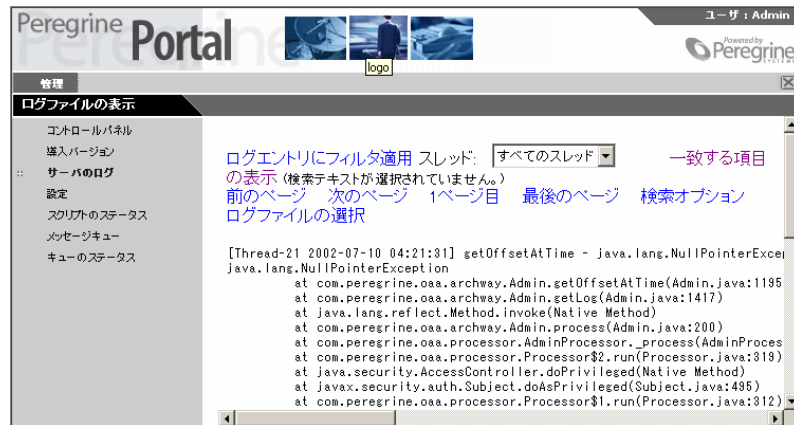 ユーザ : Admin
Peregrine Portal
Powered by
Peregrine
SYSTEMS
logo
管理
ログファイルの表示
コントロールパネル
導入バージョン
サーバのログ
設定
スクリプトのステータス
メッセージキュー
キューのステータス
ログエントリにフィルタ適用 スレッド: すべてのスレッド 一致する項目
の表示 (検索テキストが選択されていません。)
前のページ 次のページ 1ページ目 最後のページ 検索オプション
ログファイルの選択
[Thread-21 2002-07-10 04:21:31] getOffsetAtTime - java.lang.NullPointerExce
java.lang.NullPointerException
at com.peregrine.oaa.archway.Admin.getOffsetAtTime(Admin.java:1195
at com.peregrine.oaa.archway.Admin.getLog(Admin.java:1417)
at java.lang.reflect.Method.invoke(Native Method)
at com.peregrine.oaa.archway.Admin.process(Admin.java:200)
at com.peregrine.oaa.processor.AdminProcessor._process(AdminProces
at com.peregrine.oaa.processor.Processor$2.run(Processor.java:319)
at java.security.AccessController.doPrivileged(Native Method)
at javax.security.auth.Subject.doAsPrivileged(Subject.java:495)
at com.peregrine.oaa.processor.Processor$1.run(Processor.java:312)